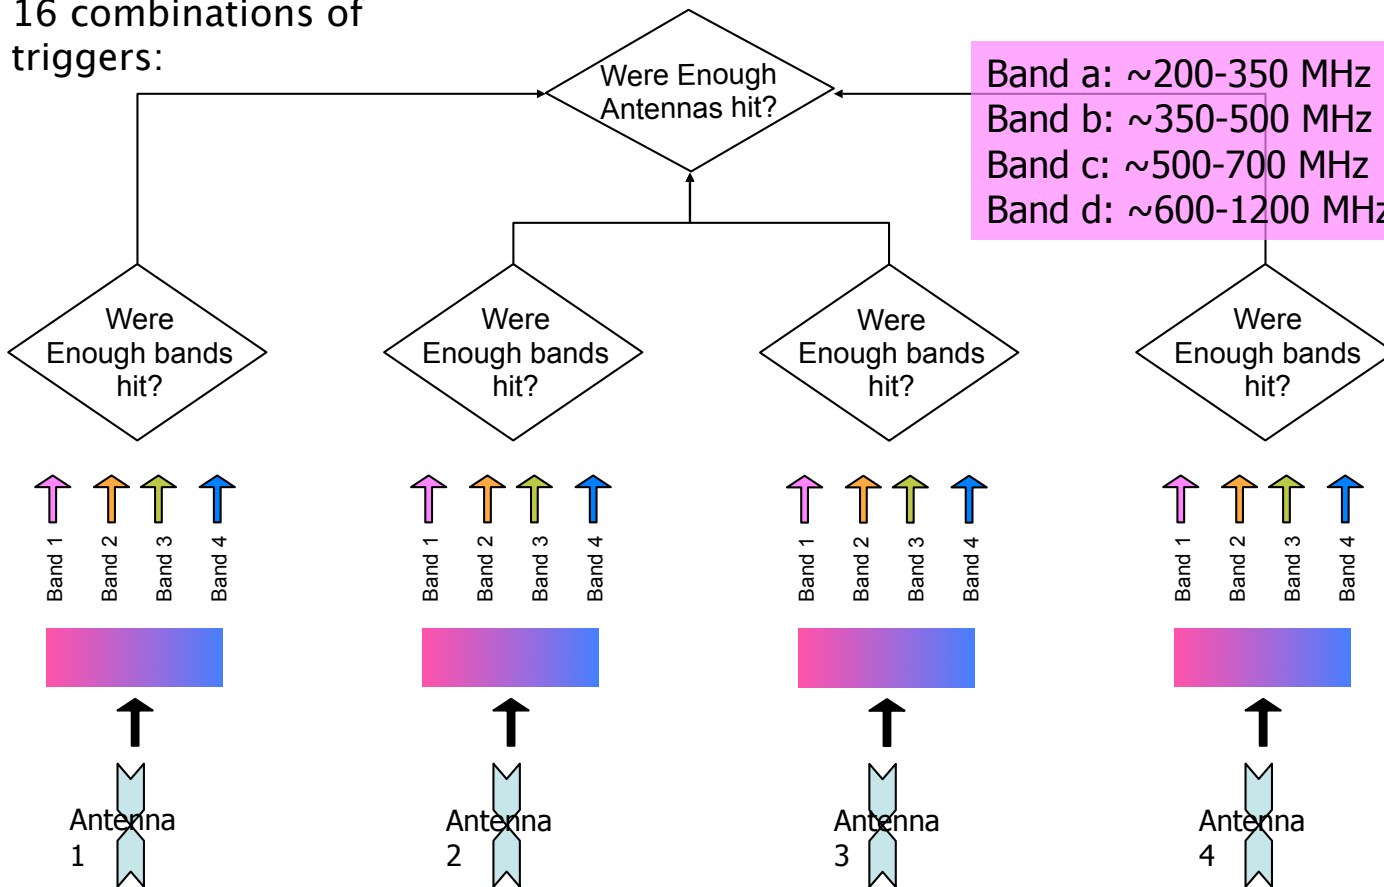 16 combinations of
triggers:
Were Enough
Antennas hit?
Band a: ~200-350 MHz
Band b: ~350-500 MHz
Band c: ~500-700 MHz
Band d: ~600-1200 MHz
Were
Enough bands
hit?
Were
Enough bands
hit?
Were
Enough bands
hit?
Were
Enough bands
hit?
Band 1
Band 2
Band 3
Band 4
Band 1
Band 2
Band 3
Band 4
Band 1
Band 2
Band 3
Band 4
Band 1
Band 2
Band 3
Band 4
Antenna
1
Antenna
2
Antenna
3
Antenna
4